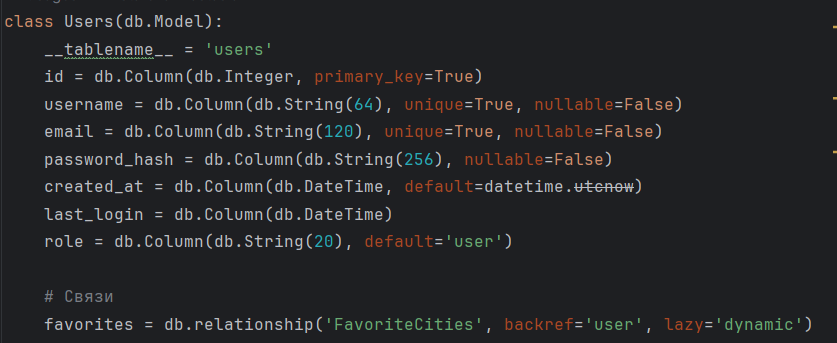 class Users(db.Model):
    __tablename__ = 'users'
    id = db.Column(db.Integer, primary_key=True)
    username = db.Column(db.String(64), unique=True, nullable=False)
    email = db.Column(db.String(120), unique=True, nullable=False)
    password_hash = db.Column(db.String(256), nullable=False)
    created_at = db.Column(db.DateTime, default=datetime.utcnow)
    last_login = db.Column(db.DateTime)
    role = db.Column(db.String(20), default='user')

    # Связи
    favorites = db.relationship('FavoriteCities', backref='user', lazy='dynamic')